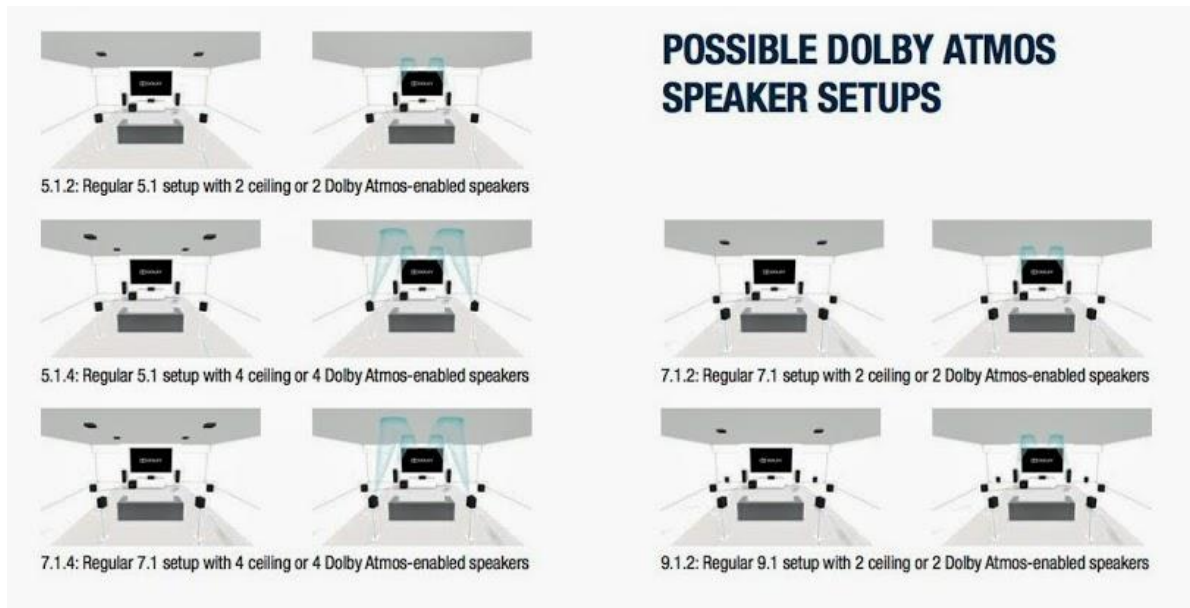 POSSIBLE DOLBY ATMOS
SPEAKER SETUPS
5.1.2: Regular 5.1 setup with 2 ceiling or 2 Dolby Atmos-enabled speakers
5.1.4: Regular 5.1 setup with 4 ceiling or 4 Dolby Atmos-enabled speakers
7.1.2: Regular 7.1 setup with 2 ceiling or 2 Dolby Atmos-enabled speakers
7.1.4: Regular 7.1 setup with 4 ceiling or 4 Dolby Atmos-enabled speakers
9.1.2: Regular 9.1 setup with 2 ceiling or 2 Dolby Atmos-enabled speakers